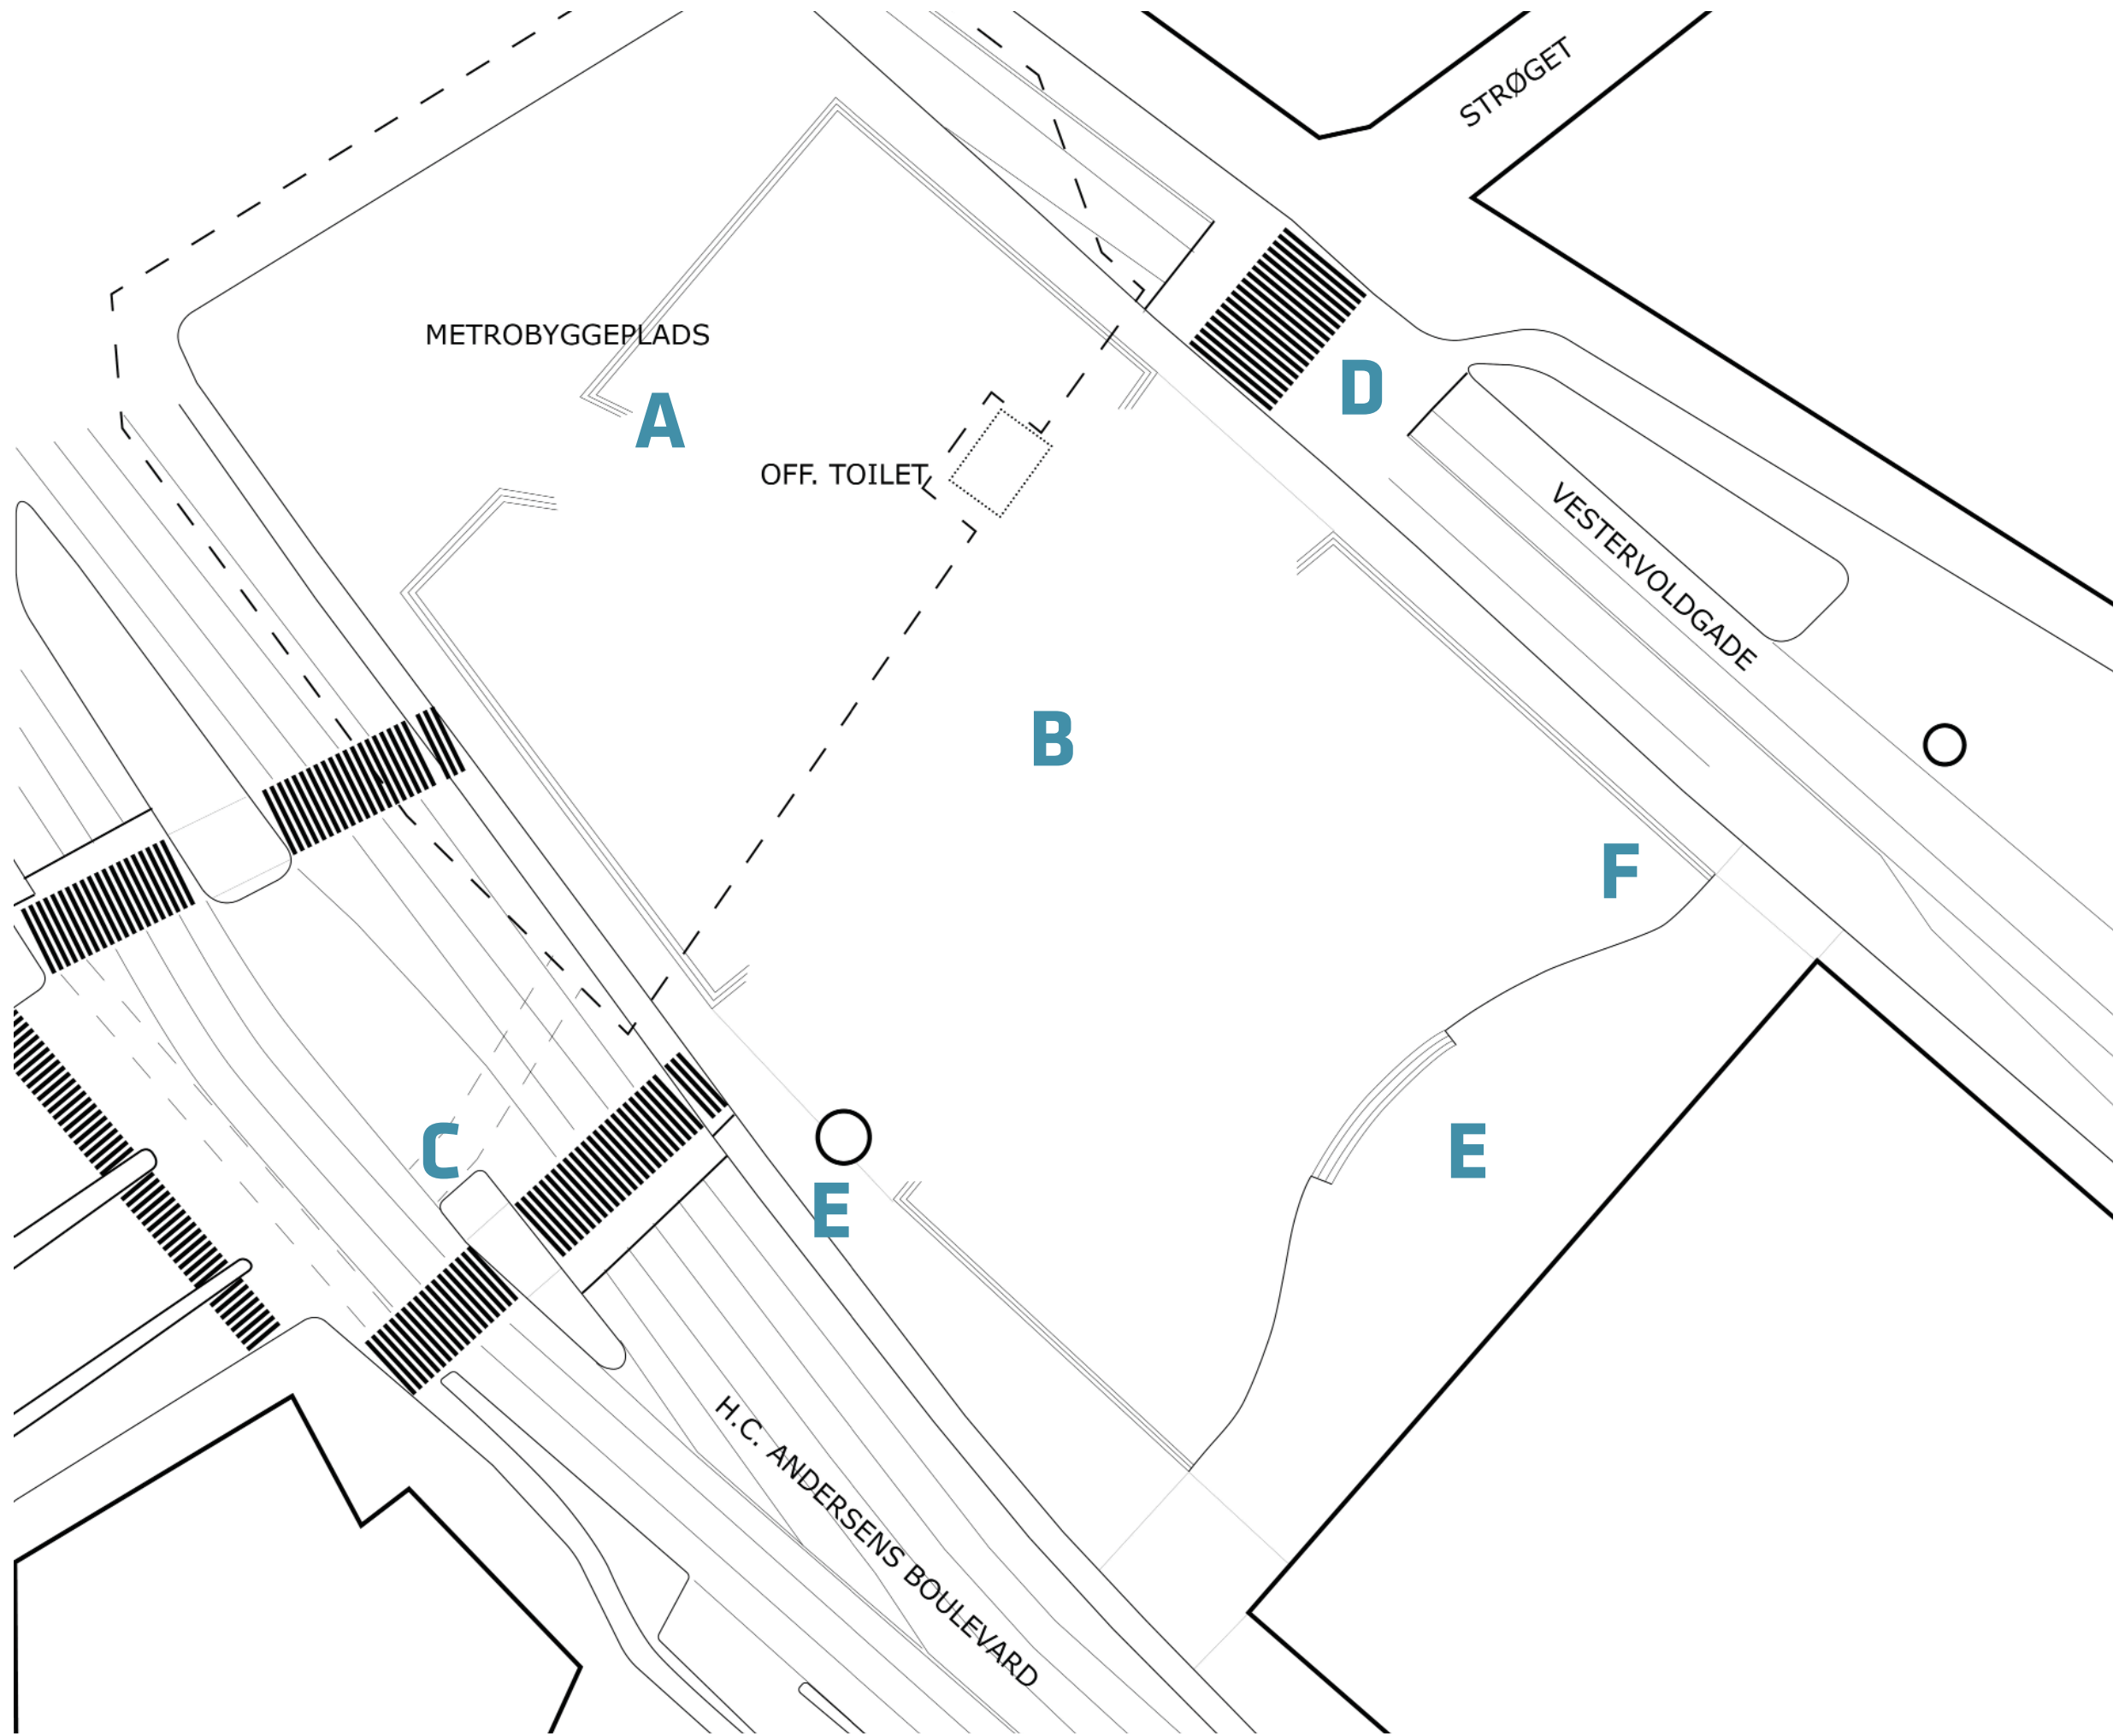 STRØGET
METROBYGGEPLADS
D
A
OFF. TOILET
VESTERVOLDGADE
B
F
C
E
E
H.C. ANDERSENS BOULEVARD